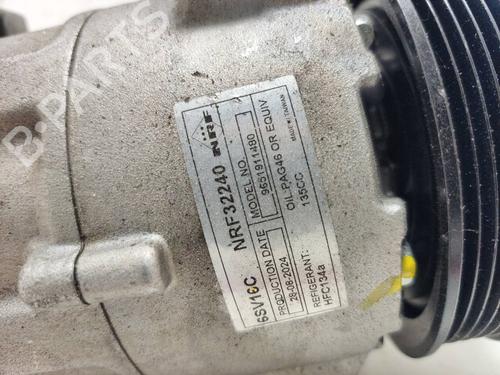 NRF
6SV16C NRF32240
PRODUCTION DATE MODEL NO.
28-08-2024 9651911480
REFIGERANT: OIL:PAG46 OR EQUIV.
HFC134a 135CC
MADE IN TAIWAN
B-PARTS